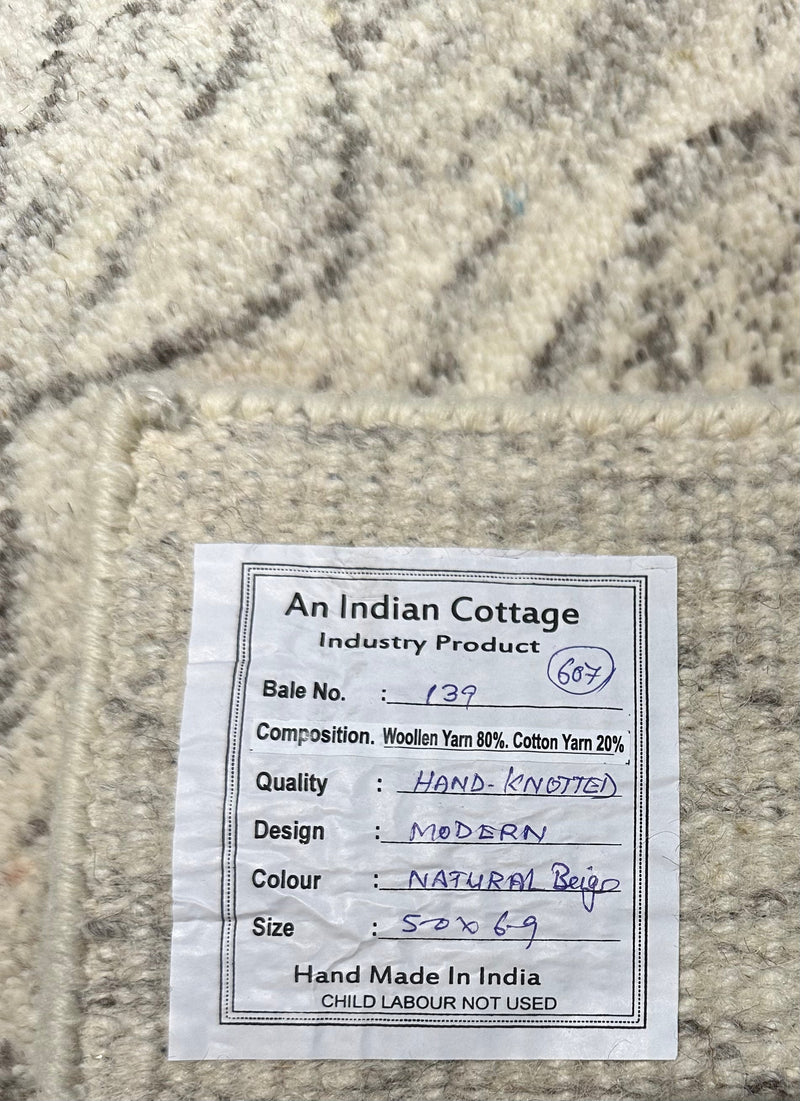 An Indian Cottage
Industry Product
607
Bale No. : 139
Composition. Woollen Yarn 80%. Cotton Yarn 20%
Quality : HAND-KNOTTED
Design : MODERN
Colour : NATURAL Beige
Size : 5-0 x 6-9
Hand Made In India
CHILD LABOUR NOT USED